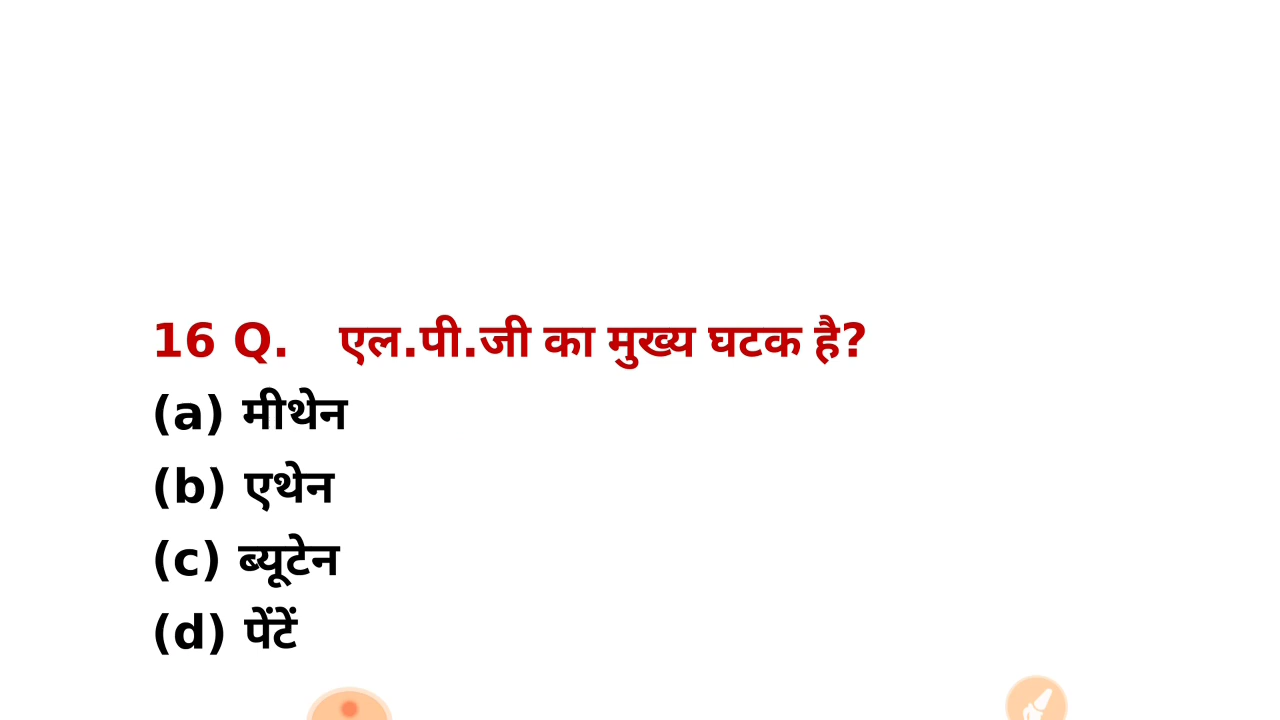 16 Q. एल.पी.जी का मुख्य घटक है?
(a) मीथेन
(b) एथेन
(c) ब्यूटेन
(d) पेंटें